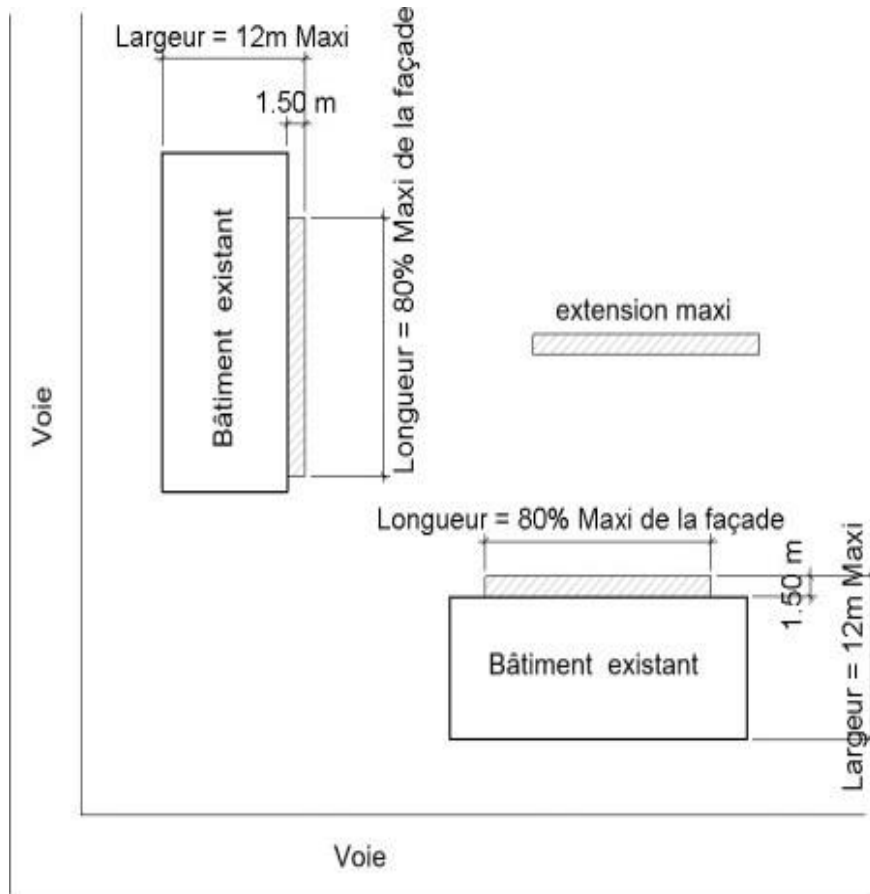 Largeur = 12m Maxi
1.50 m
Longueur = 80% Maxi de la façade
Bâtiment existant
extension maxi
Voie
Longueur = 80% Maxi de la façade
1.50 m
Largeur = 12m Maxi
Bâtiment existant
Voie